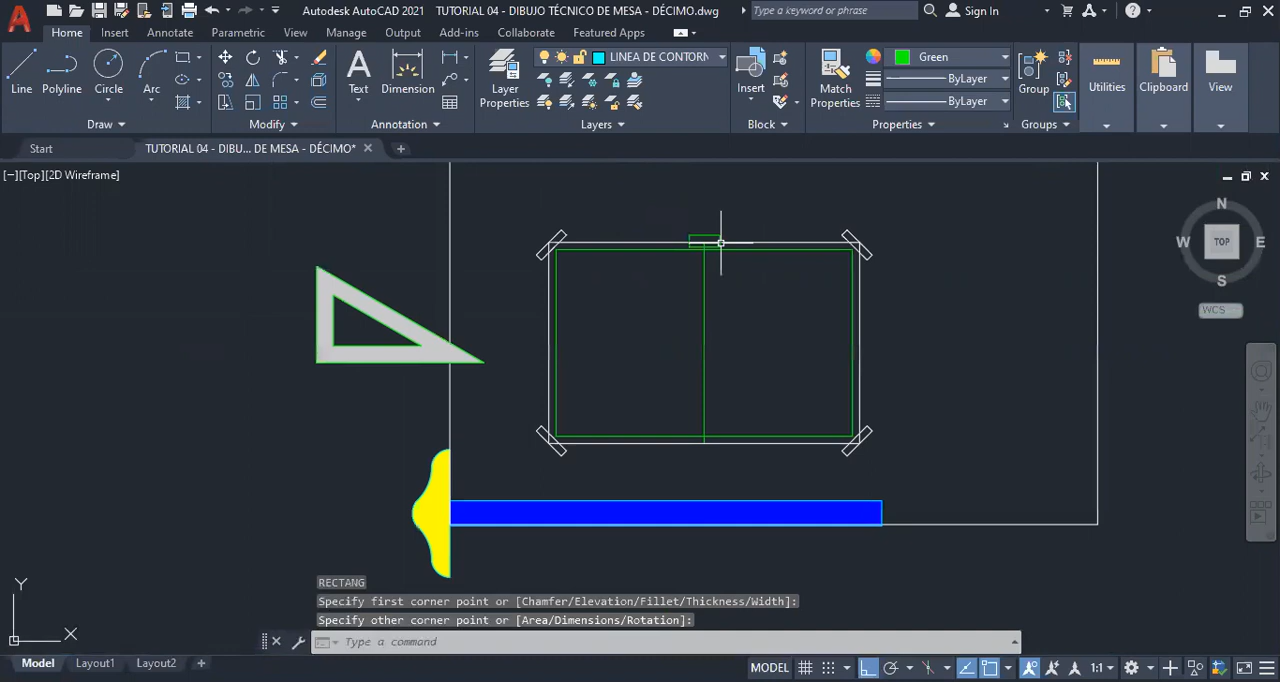 Autodesk AutoCAD 2021 TUTORIAL 04 - DIBUJO TÉCNICO DE MESA - DÉCIMO.dwg Type a keyword or phrase Sign In
Home Insert Annotate Parametric View Manage Output Add-ins Collaborate Featured Apps
LINEA DE CONTORN Green
ByLayer
ByLayer
Line Polyline Circle Arc Text Dimension Layer Properties Insert Match Properties Group Utilities Clipboard View
Draw Modify Annotation Layers Block Properties Groups
Start TUTORIAL 04 - DIBU... DE MESA - DÉCIMO*
[−][Top][2D Wireframe]
N
W TOP E
S
WCS
Y
X
RECTANG
Specify first corner point or [Chamfer/Elevation/Fillet/Thickness/Width]:
Specify other corner point or [Area/Dimensions/Rotation]:
Type a command
Model Layout1 Layout2 + MODEL 1:1